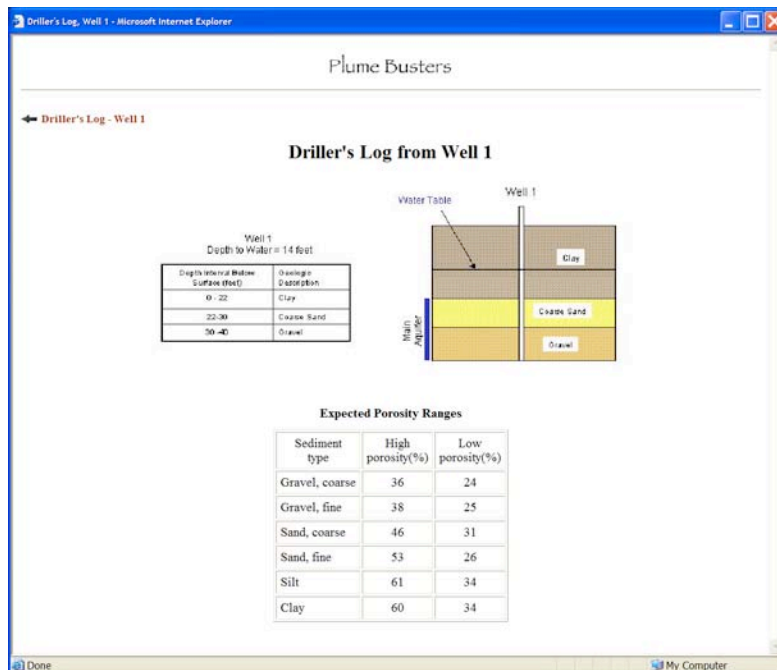 Driller's Log, Well 1 - Microsoft Internet Explorer
Plume Busters
Driller's Log - Well 1
Driller's Log from Well 1
Well 1
Depth to Water = 14 feet
Depth Interval Below Surface (feet) Geologic Description
0 - 22 Clay
22-30 Coarse Sand
30 -40 Gravel
Well 1
Water Table
Clay
Coarse Sand
Gravel
Main
Aquifer
Expected Porosity Ranges
Sediment type High porosity(%) Low porosity(%)
Gravel, coarse 36 24
Gravel, fine 38 25
Sand, coarse 46 31
Sand, fine 53 26
Silt 61 34
Clay 60 34
Done My Computer